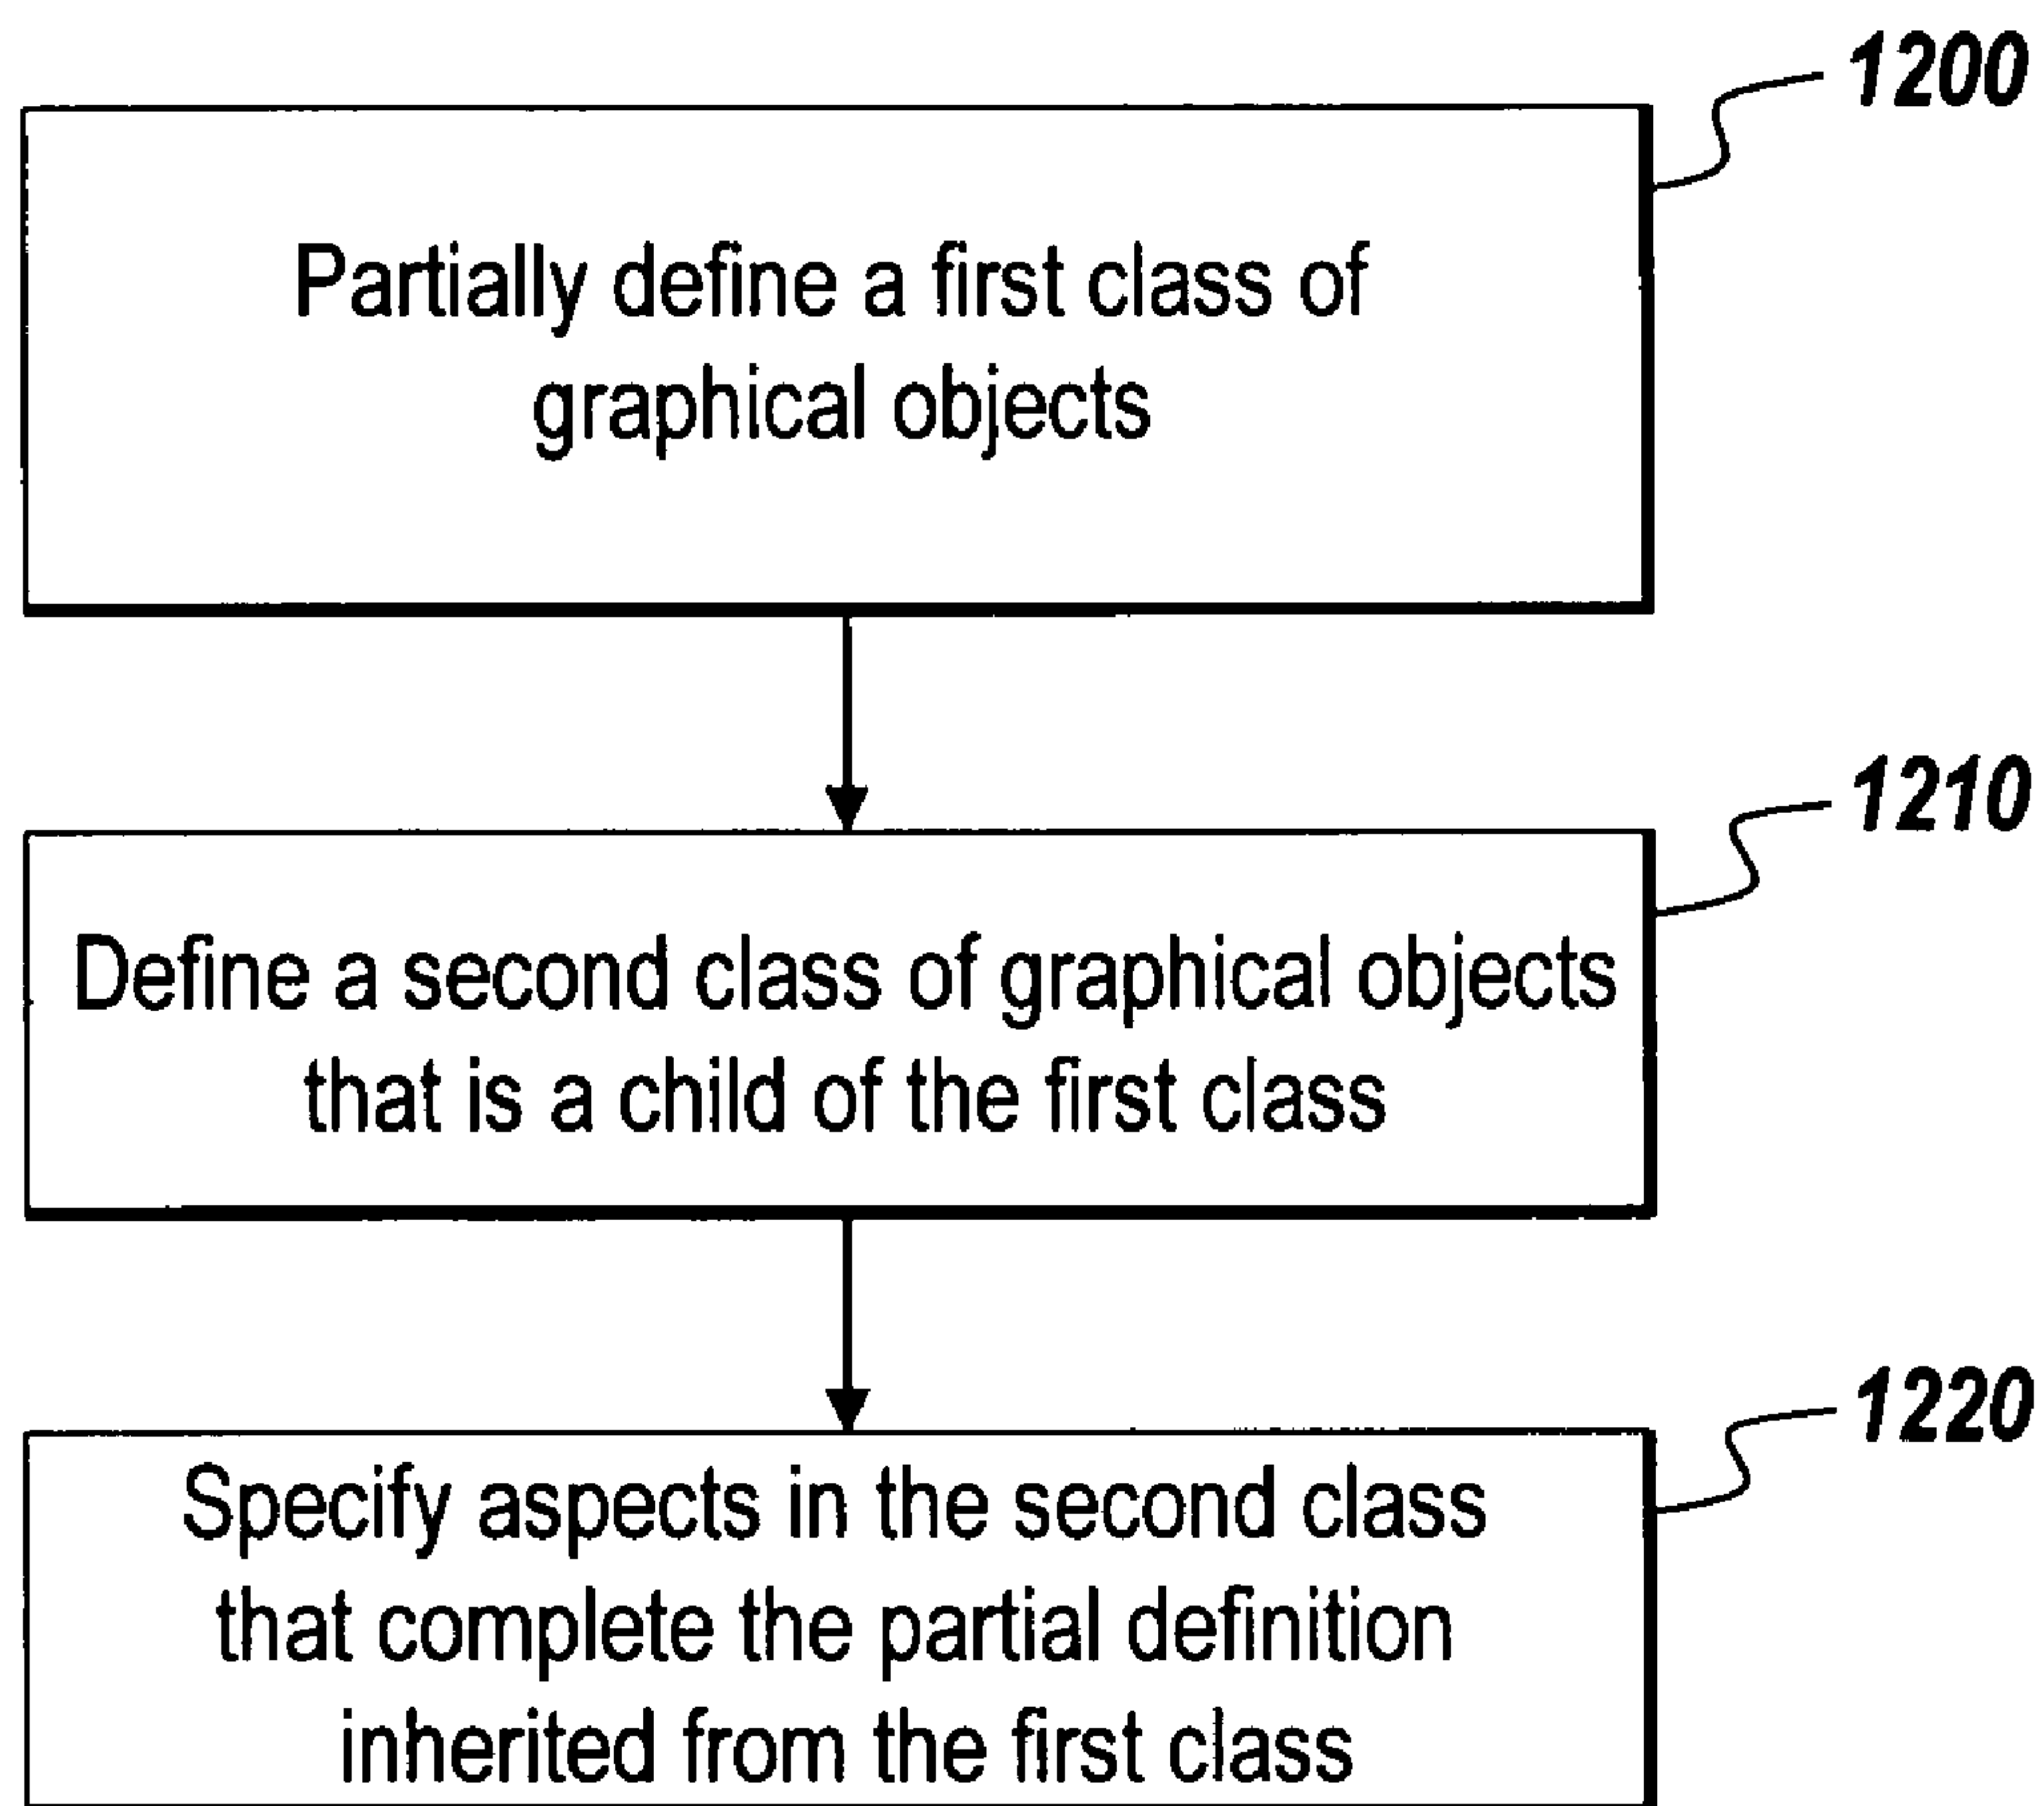 1200
Partially define a first class of
graphical objects
1210
Define a second class of graphical objects
that is a child of the first class
1220
Specify aspects in the second class
that complete the partial definition
inherited from the first class